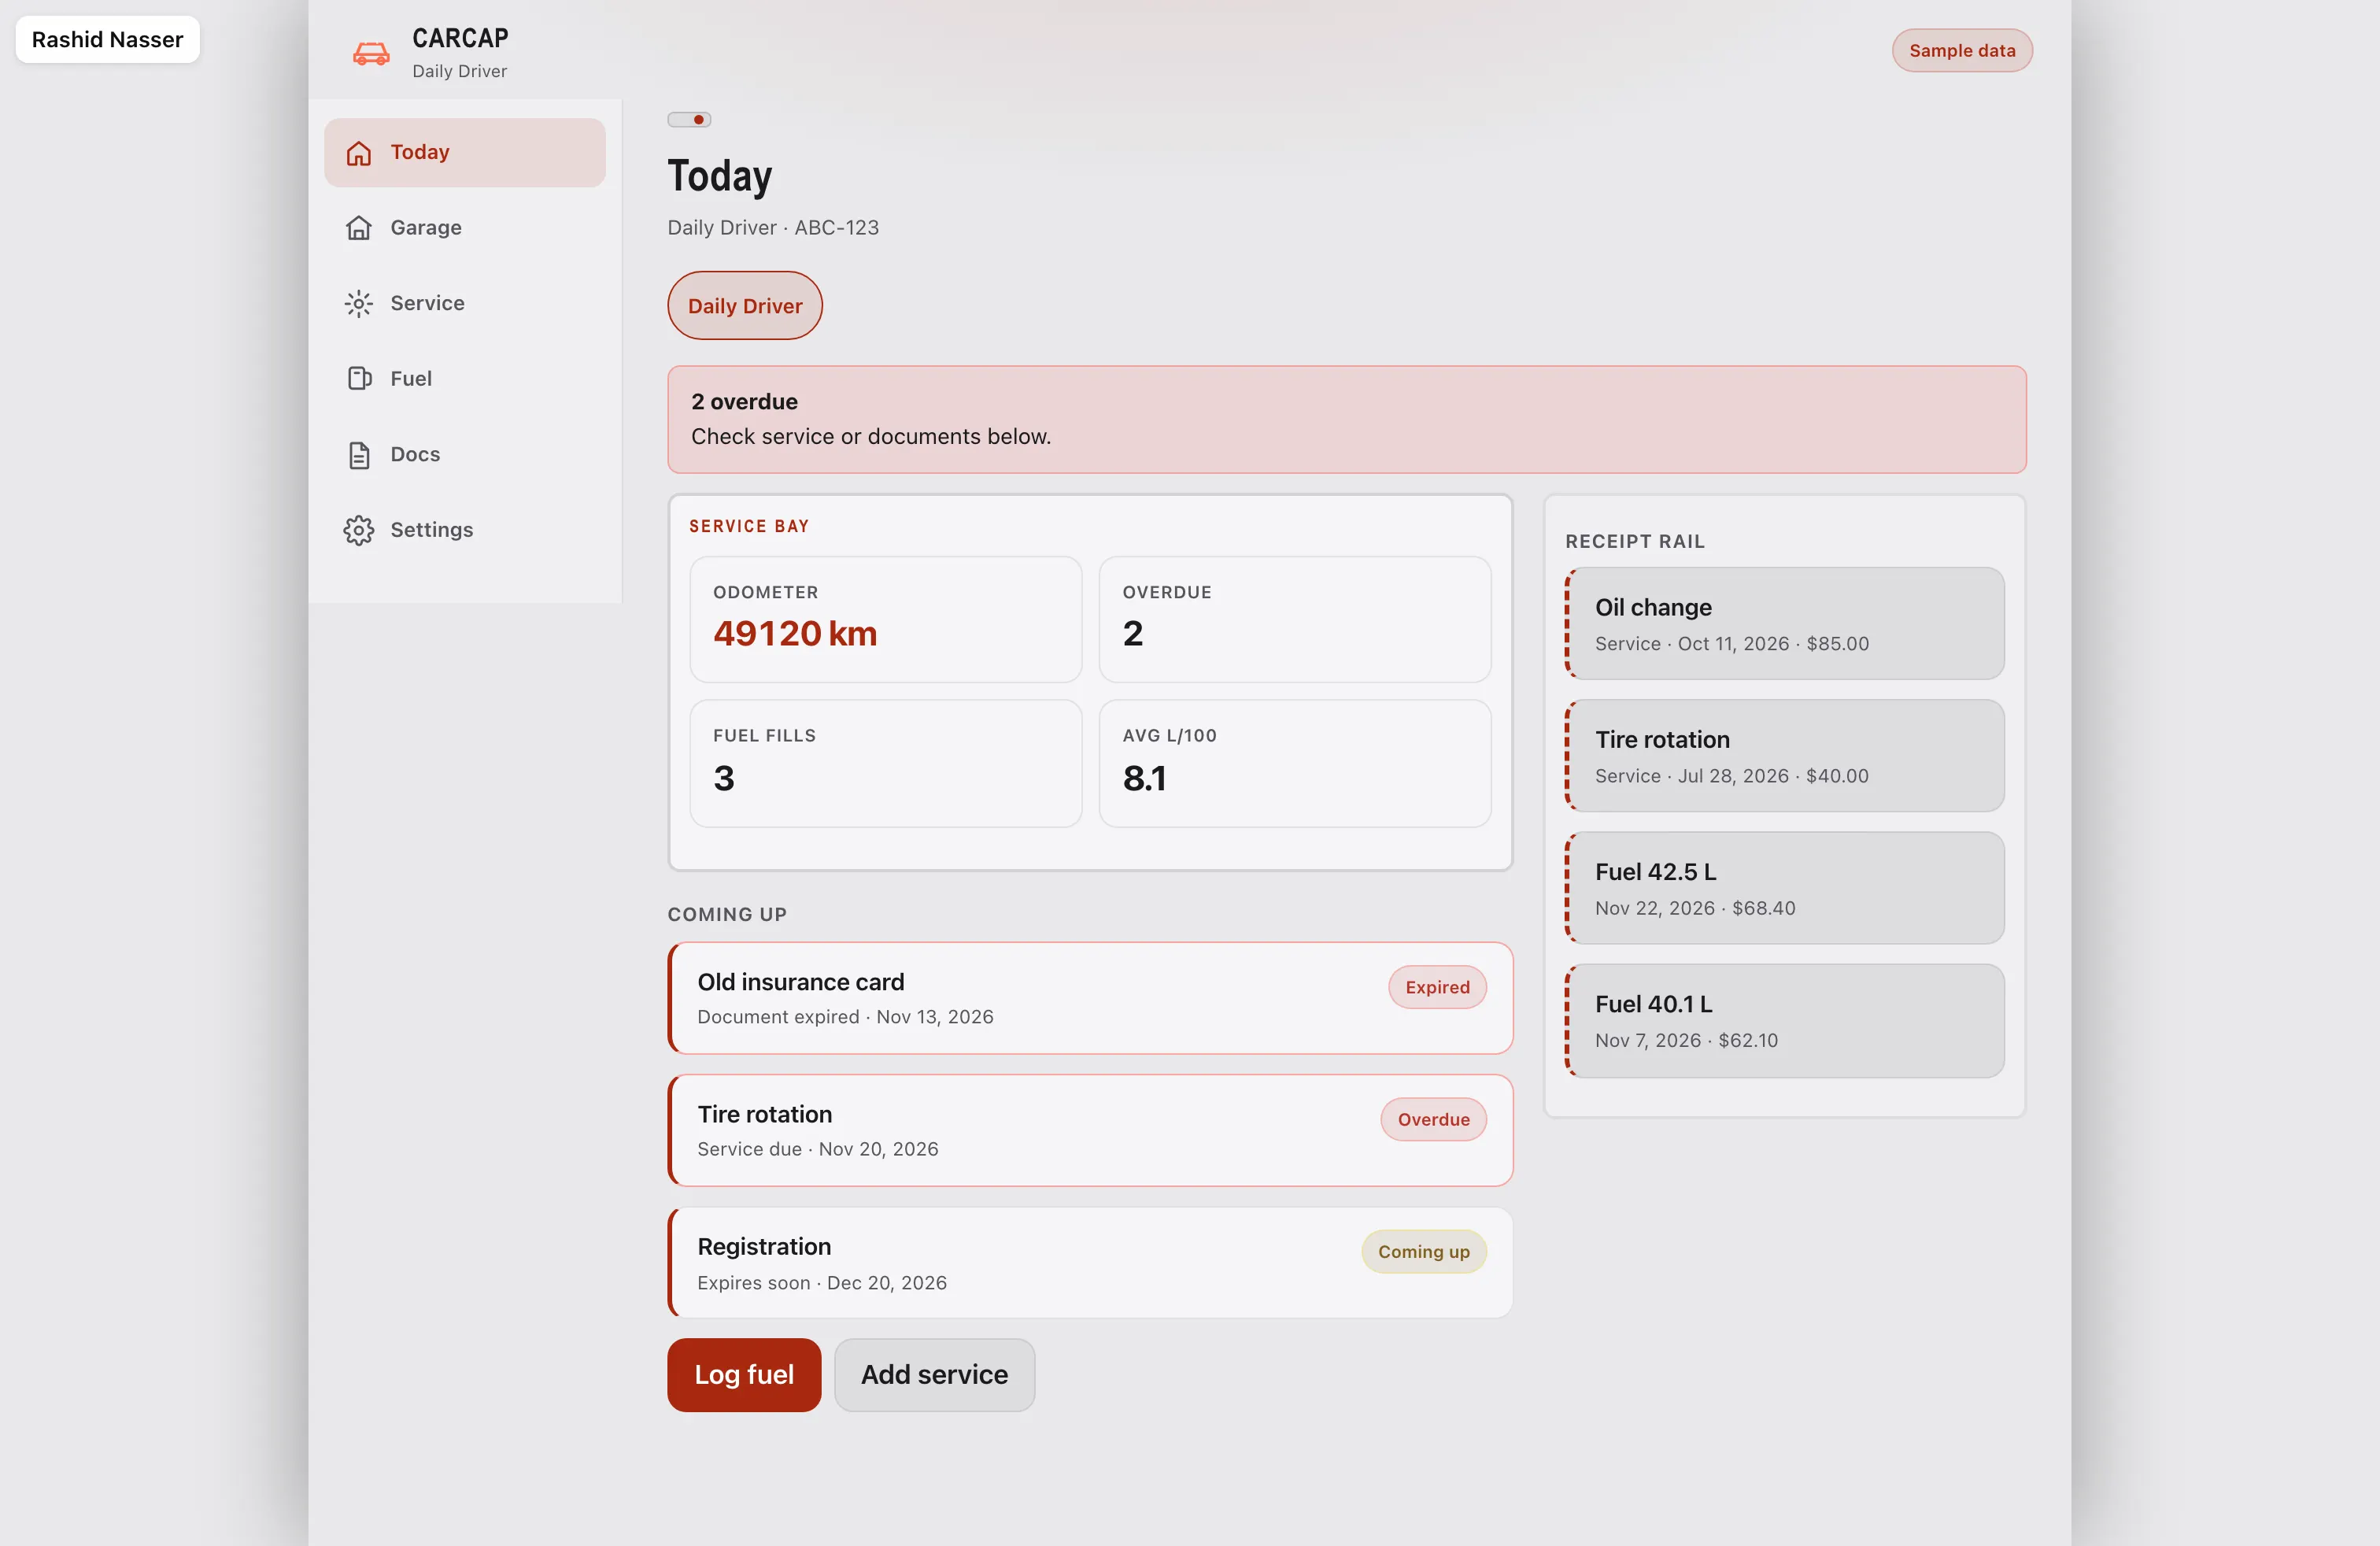 Rashid Nasser
CARCAP
Daily Driver
Sample data
Today
Garage
Service
Fuel
Docs
Settings
Today
Daily Driver · ABC-123
Daily Driver
2 overdue
Check service or documents below.
SERVICE BAY
ODOMETER
49120 km
OVERDUE
2
FUEL FILLS
3
AVG L/100
8.1
COMING UP
Old insurance card
Document expired · Nov 13, 2026
Expired
Tire rotation
Service due · Nov 20, 2026
Overdue
Registration
Expires soon · Dec 20, 2026
Coming up
Log fuel
Add service
RECEIPT RAIL
Oil change
Service · Oct 11, 2026 · $85.00
Tire rotation
Service · Jul 28, 2026 · $40.00
Fuel 42.5 L
Nov 22, 2026 · $68.40
Fuel 40.1 L
Nov 7, 2026 · $62.10